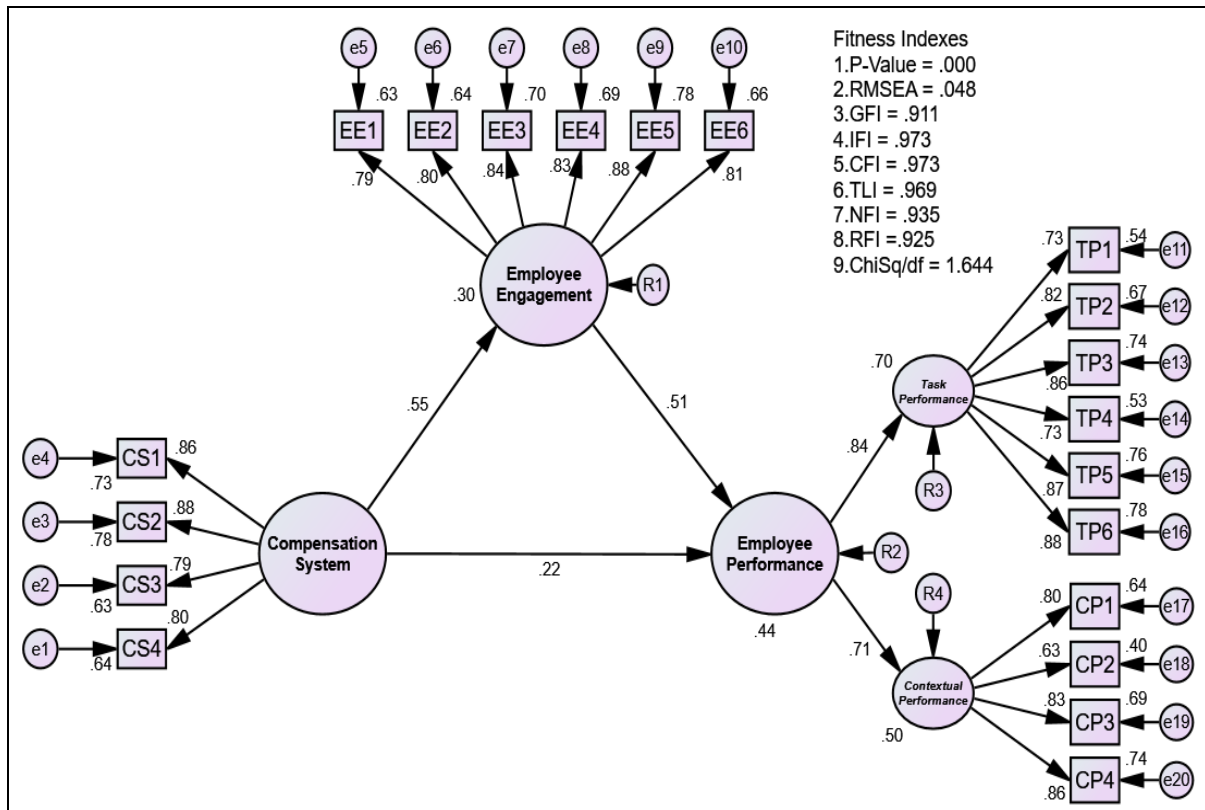 e5 e6 e7 e8 e9 e10
.63 .64 .70 .69 .78 .66
EE1 EE2 EE3 EE4 EE5 EE6
.79 .80 .84 .83 .88 .81
Employee
Engagement
.30
R1
Fitness Indexes
1.P-Value = .000
2.RMSEA = .048
3.GFI = .911
4.IFI = .973
5.CFI = .973
6.TLI = .969
7.NFI = .935
8.RFI =.925
9.ChiSq/df = 1.644
.55
.51
.22
e4 CS1 .86
.73
e3 CS2 .88
.78
e2 CS3 .79
.63
e1 CS4 .80
.64
Compensation
System
Employee
Performance
.44
R2
.84
.71
.70
Task
Performance
R3
R4
Contextual
Performance
.50
.73 TP1 .54 e11
.82 TP2 .67 e12
.86 TP3 .74 e13
.73 TP4 .53 e14
.87 TP5 .76 e15
.88 TP6 .78 e16
.80 CP1 .64 e17
.63 CP2 .40 e18
.83 CP3 .69 e19
.86 CP4 .74 e20